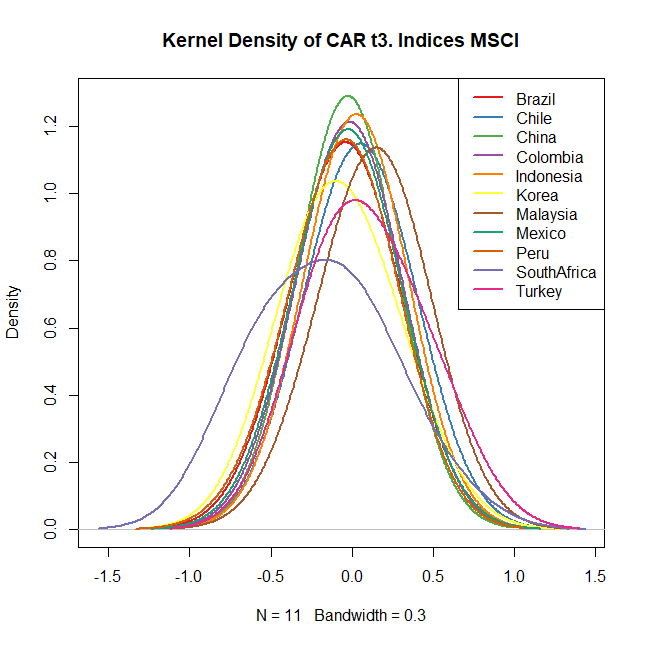 Kernel Density of CAR t3. Indices MSCI
Brazil
Chile
China
Colombia
Indonesia
Korea
Malaysia
Mexico
Peru
SouthAfrica
Turkey
Density
1.2
1.0
0.8
0.6
0.4
0.2
0.0
-1.5 -1.0 -0.5 0.0 0.5 1.0 1.5
N = 11 Bandwidth = 0.3